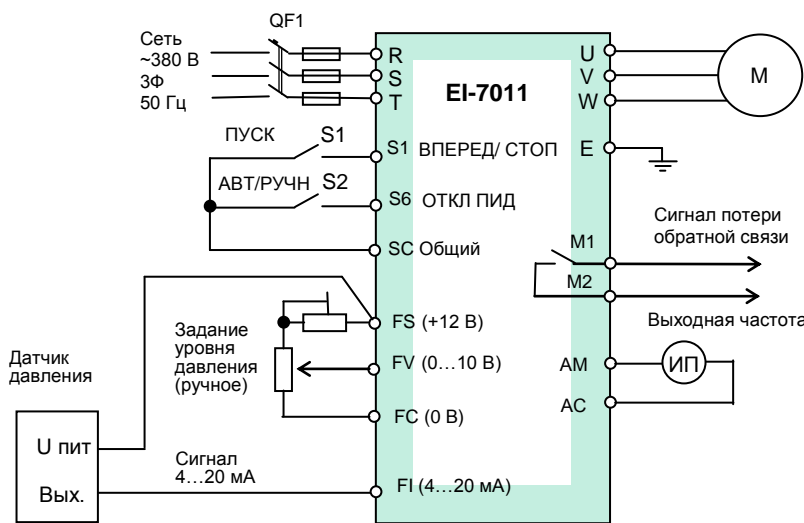 QF1
Сеть
~380 В
3Ф
50 Гц
R
S
T
EI-7011
U
V
W
М
ПУСК
S1
S1 ВПЕРЕД/ СТОП
E
АВТ/РУЧН
S2
S6 ОТКЛ ПИД
SC Общий
M1
M2
Сигнал потери
обратной связи
Выходная частота
Задание
уровня
давления
(ручное)
FS (+12 В)
FV (0...10 В)
FC (0 В)
AM
AC
ИП
Датчик
давления
U пит
Вых.
Сигнал
4...20 мА
FI (4...20 мА)